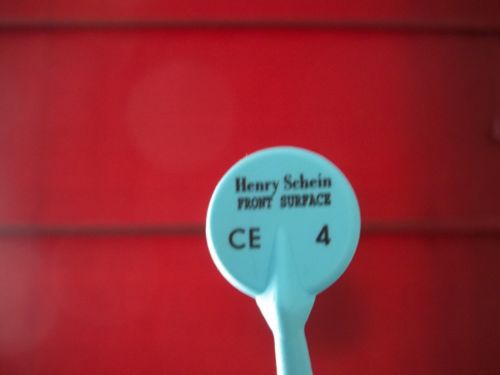 Henry Schein
FRONT SURFACE
CE 4